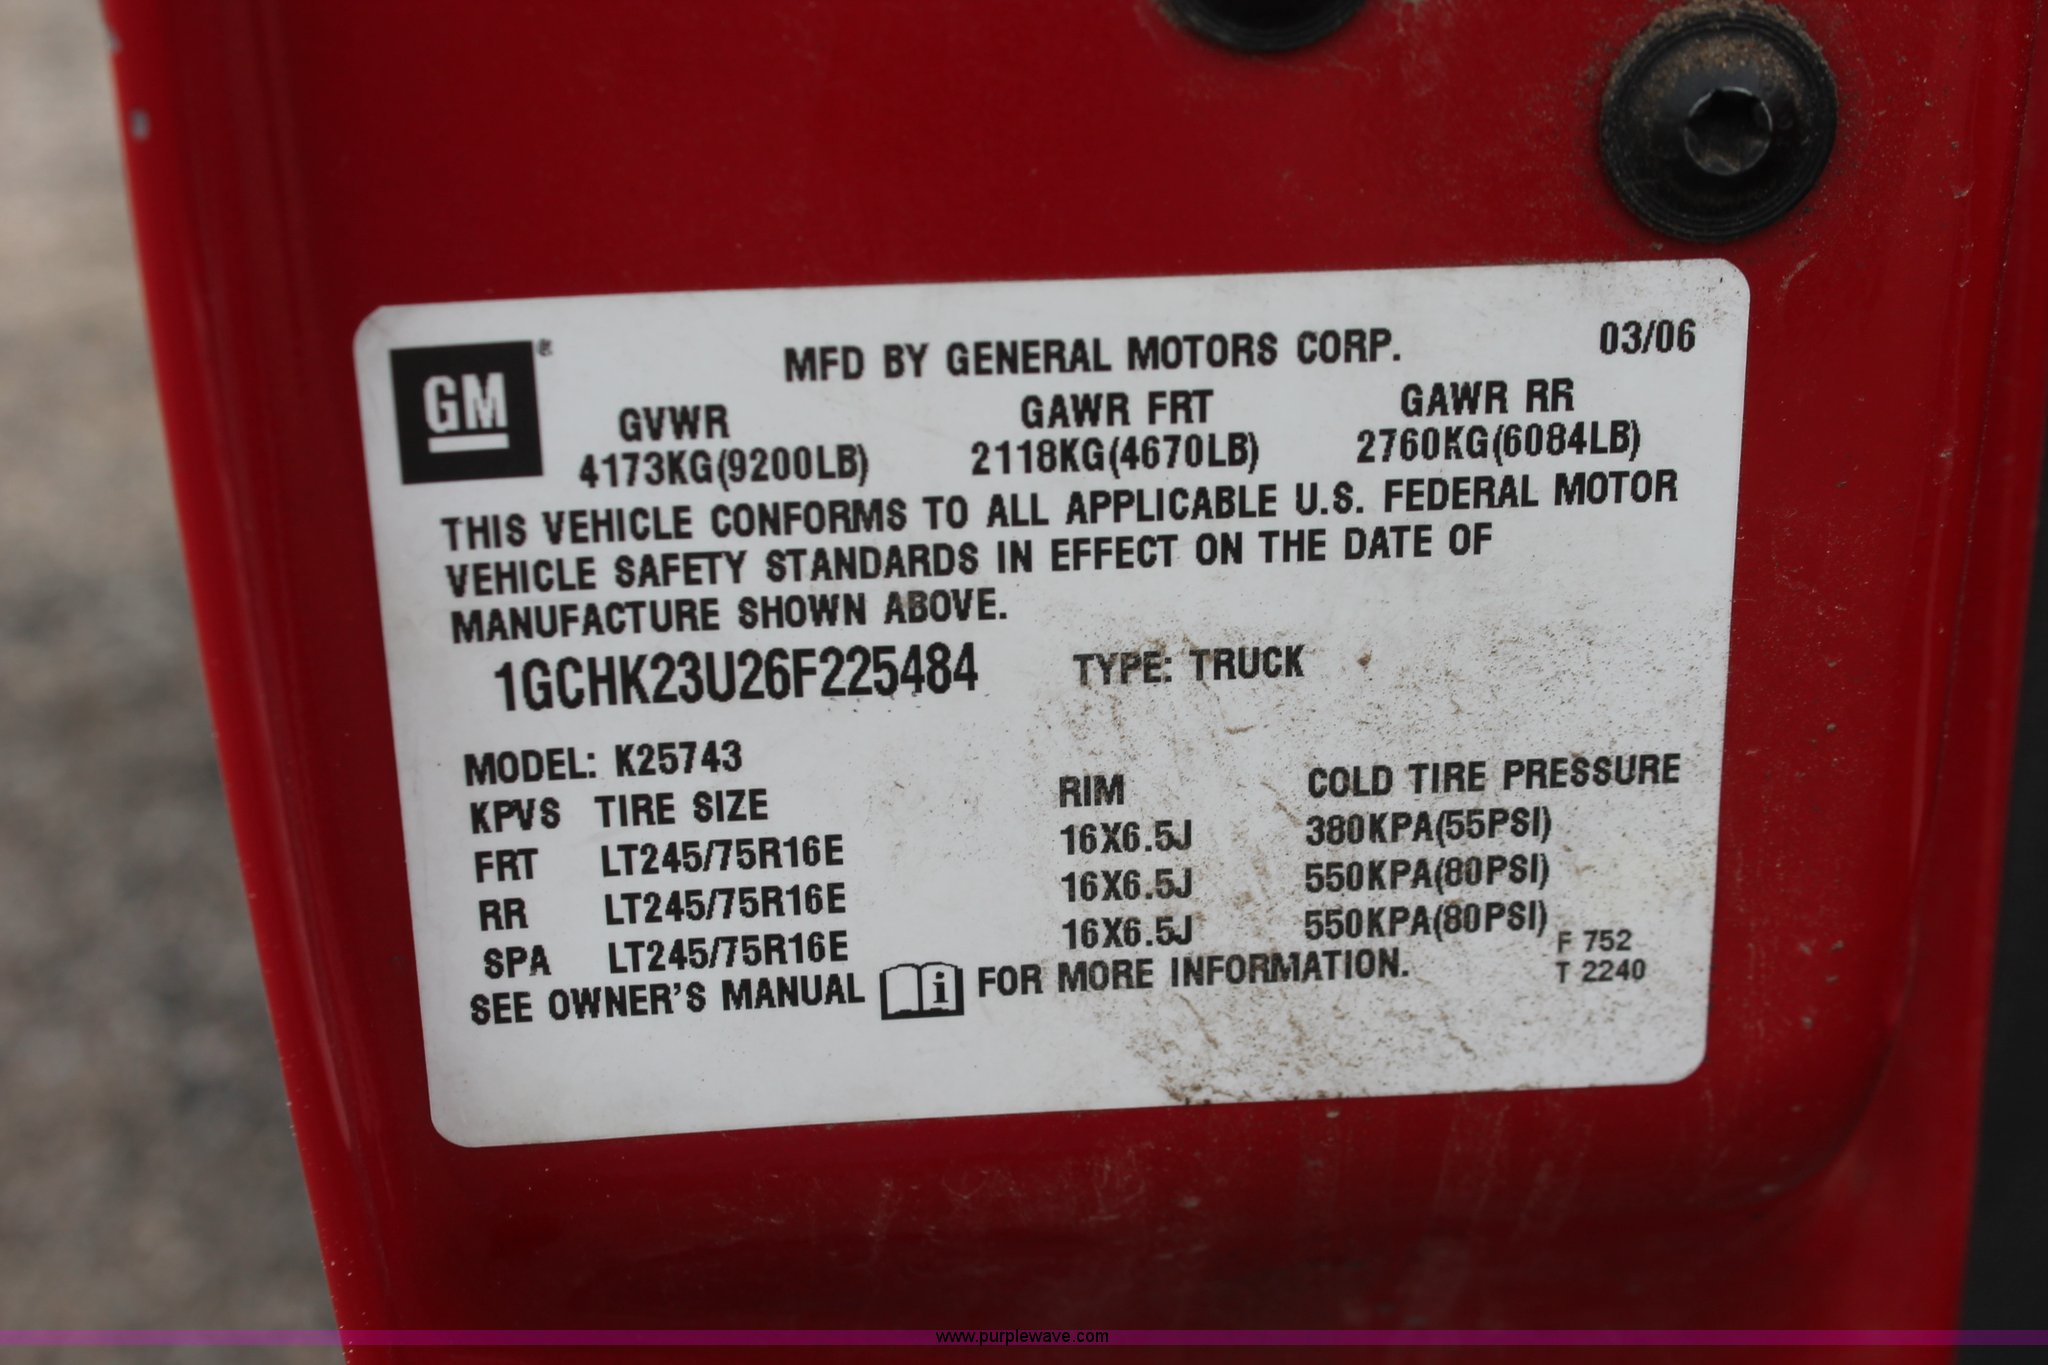 GM ®
MFD BY GENERAL MOTORS CORP. 03/06
GVWR GAWR FRT GAWR RR
4173KG(9200LB) 2118KG(4670LB) 2760KG(6084LB)
THIS VEHICLE CONFORMS TO ALL APPLICABLE U.S. FEDERAL MOTOR
VEHICLE SAFETY STANDARDS IN EFFECT ON THE DATE OF
MANUFACTURE SHOWN ABOVE.
1GCHK23U26F225484 TYPE: TRUCK
MODEL: K25743
KPVS TIRE SIZE RIM COLD TIRE PRESSURE
FRT LT245/75R16E 16X6.5J 380KPA(55PSI)
RR LT245/75R16E 16X6.5J 550KPA(80PSI)
SPA LT245/75R16E 16X6.5J 550KPA(80PSI)
SEE OWNER'S MANUAL i FOR MORE INFORMATION.
F 752
T 2240
www.purplewave.com